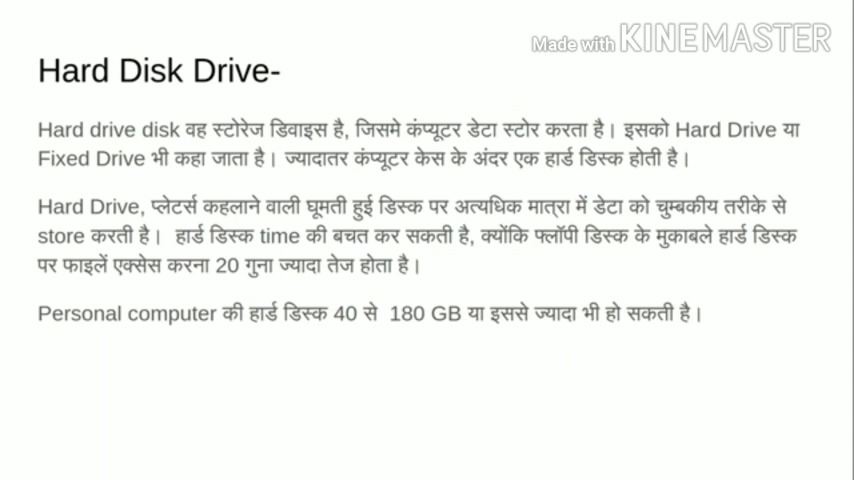 Made with KINEMASTER
Hard Disk Drive-
Hard drive disk वह स्टोरेज डिवाइस है, जिसमे कंप्यूटर डेटा स्टोर करता है। इसको Hard Drive या
Fixed Drive भी कहा जाता है। ज्यादातर कंप्यूटर केस के अंदर एक हार्ड डिस्क होती है।
Hard Drive, प्लेटर्स कहलाने वाली घूमती हुई डिस्क पर अत्यधिक मात्रा में डेटा को चुम्बकीय तरीके से
store करती है। हार्ड डिस्क time की बचत कर सकती है, क्योंकि फ्लॉपी डिस्क के मुकाबले हार्ड डिस्क
पर फाइलें एक्सेस करना 20 गुना ज्यादा तेज होता है।
Personal computer की हार्ड डिस्क 40 से 180 GB या इससे ज्यादा भी हो सकती है।